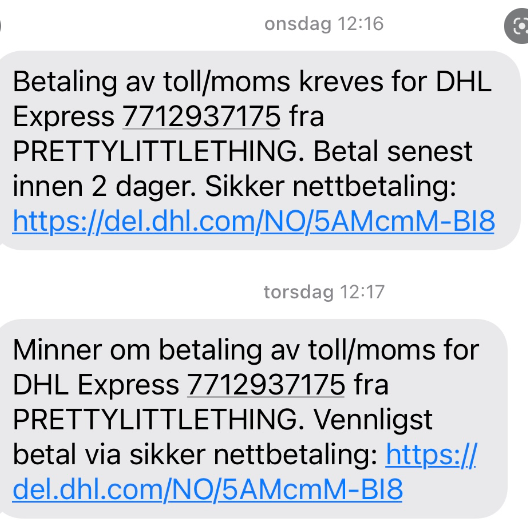 onsdag 12:16
Betaling av toll/moms kreves for DHL
Express 7712937175 fra
PRETTYLITTLETHING. Betal senest
innen 2 dager. Sikker nettbetaling:
https://del.dhl.com/NO/5AMcmM-BI8
torsdag 12:17
Minner om betaling av toll/moms for
DHL Express 7712937175 fra
PRETTYLITTLETHING. Vennligst
betal via sikker nettbetaling: https://
del.dhl.com/NO/5AMcmM-BI8